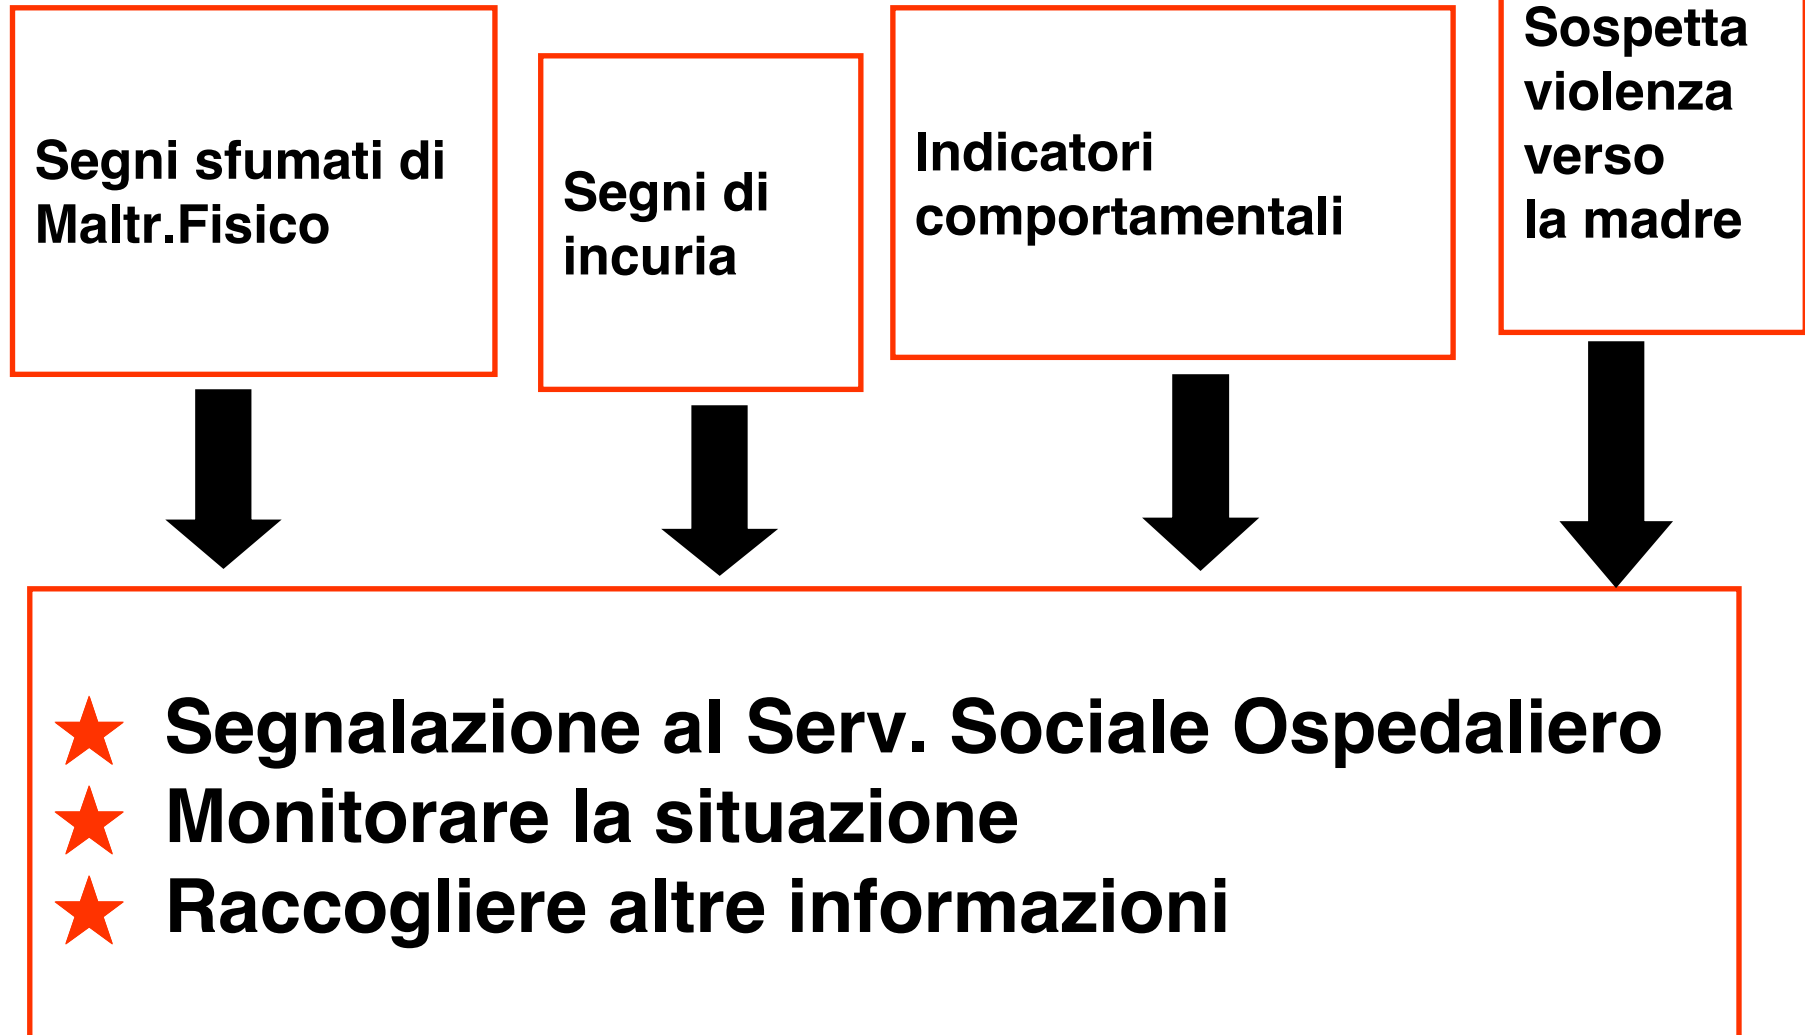 Segni sfumati di
Maltr.Fisico
Segni di
incuria
Indicatori
comportamentali
Sospetta
violenza
verso
la madre
Segnalazione al Serv. Sociale Ospedaliero
Monitorare la situazione
Raccogliere altre informazioni